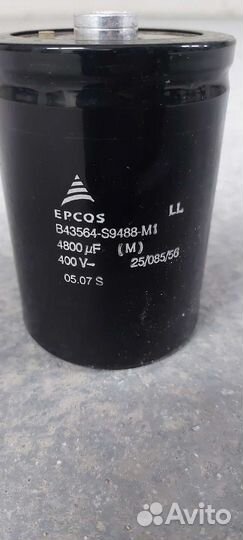 EPCOS LL
B43564-S9488-M1
4800 µF (M)
400 V- 25/085/56
05.07 S
Avito